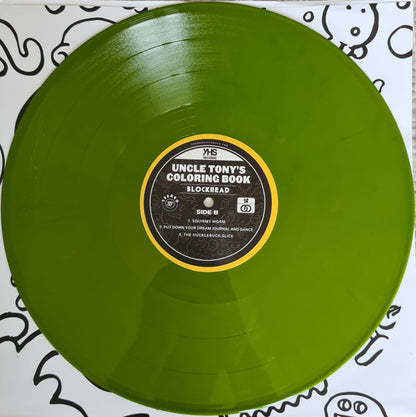 YHS
RECORDS
UNCLE TONY'S
COLORING BOOK
BLOCKHEAD
SIDE B
1. SQUIRMY WORM
2. PUT DOWN YOUR DREAM JOURNAL AND DANCE
3. THE HUCKLEBUCK SLICE